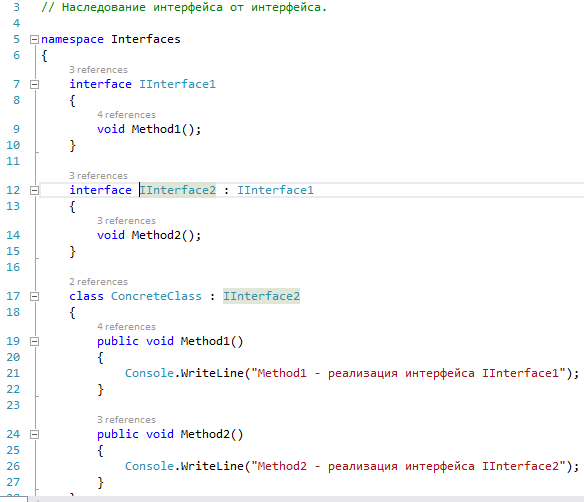 3 // Наследование интерфейса от интерфейса.
4
5 namespace Interfaces
6 {
3 references
7 interface IInterface1
8 {
4 references
9 void Method1();
10 }
11
3 references
12 interface IInterface2 : IInterface1
13 {
3 references
14 void Method2();
15 }
16
2 references
17 class ConcreteClass : IInterface2
18 {
4 references
19 public void Method1()
20 {
21 Console.WriteLine("Method1 - реализация интерфейса IInterface1");
22 }
23
3 references
24 public void Method2()
25 {
26 Console.WriteLine("Method2 - реализация интерфейса IInterface2");
27 }
28 }